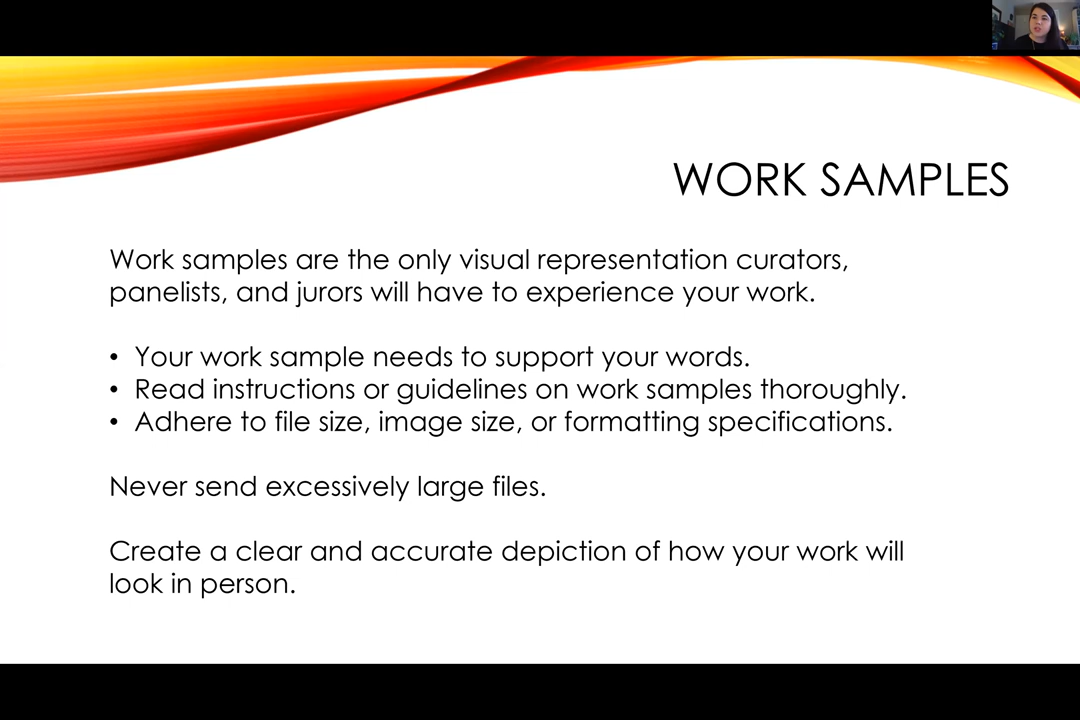 WORK SAMPLES
Work samples are the only visual representation curators,
panelists, and jurors will have to experience your work.
• Your work sample needs to support your words.
• Read instructions or guidelines on work samples thoroughly.
• Adhere to file size, image size, or formatting specifications.
Never send excessively large files.
Create a clear and accurate depiction of how your work will
look in person.